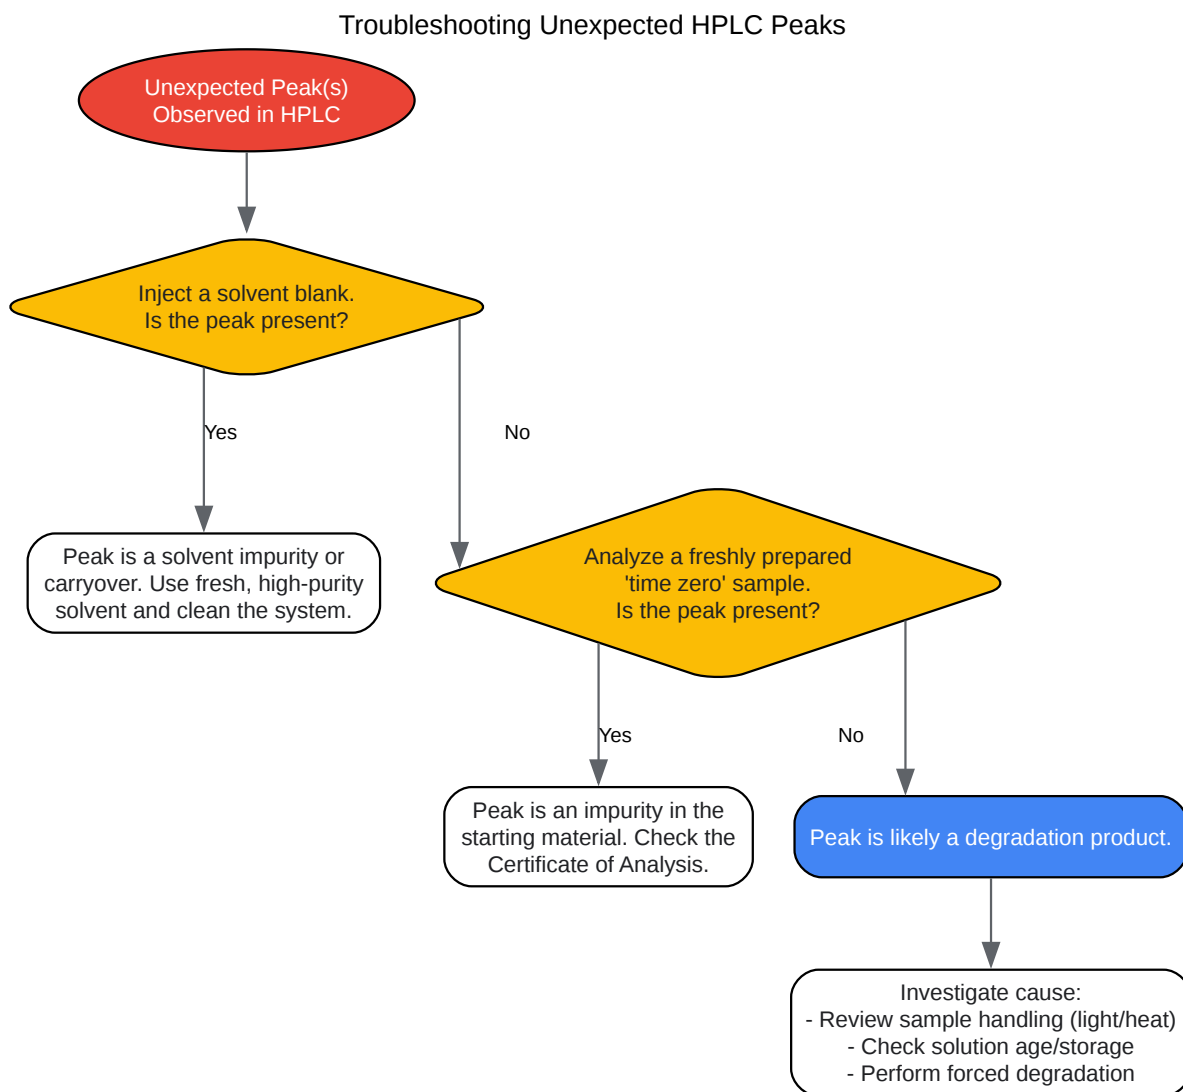 Troubleshooting Unexpected HPLC Peaks
Unexpected Peak(s)
Observed in HPLC
Inject a solvent blank.
Is the peak present?
Yes
No
Peak is a solvent impurity or
carryover. Use fresh, high-purity
solvent and clean the system.
Analyze a freshly prepared
'time zero' sample.
Is the peak present?
Yes
No
Peak is an impurity in the
starting material. Check the
Certificate of Analysis.
Peak is likely a degradation product.
Investigate cause:
- Review sample handling (light/heat)
- Check solution age/storage
- Perform forced degradation